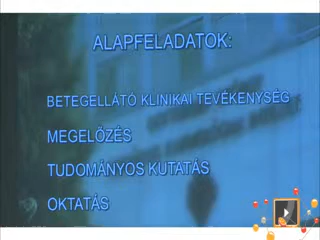 ALAPFELADATOK:
BETEGELLÁTÓ KLINIKAI TEVÉKENYSÉG
MEGELŐZÉS
TUDOMÁNYOS KUTATÁS
OKTATÁS